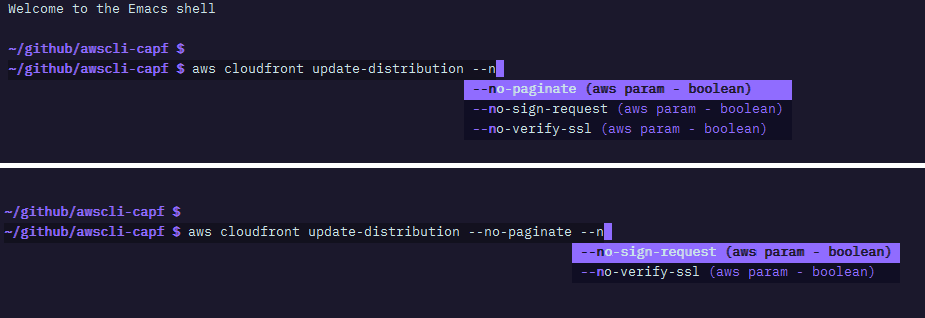 Welcome to the Emacs shell
~/github/awscli-capf $
~/github/awscli-capf $ aws cloudfront update-distribution --n
--no-paginate (aws param - boolean)
--no-sign-request (aws param - boolean)
--no-verify-ssl (aws param - boolean)
~/github/awscli-capf $
~/github/awscli-capf $ aws cloudfront update-distribution --no-paginate --n
--no-sign-request (aws param - boolean)
--no-verify-ssl (aws param - boolean)